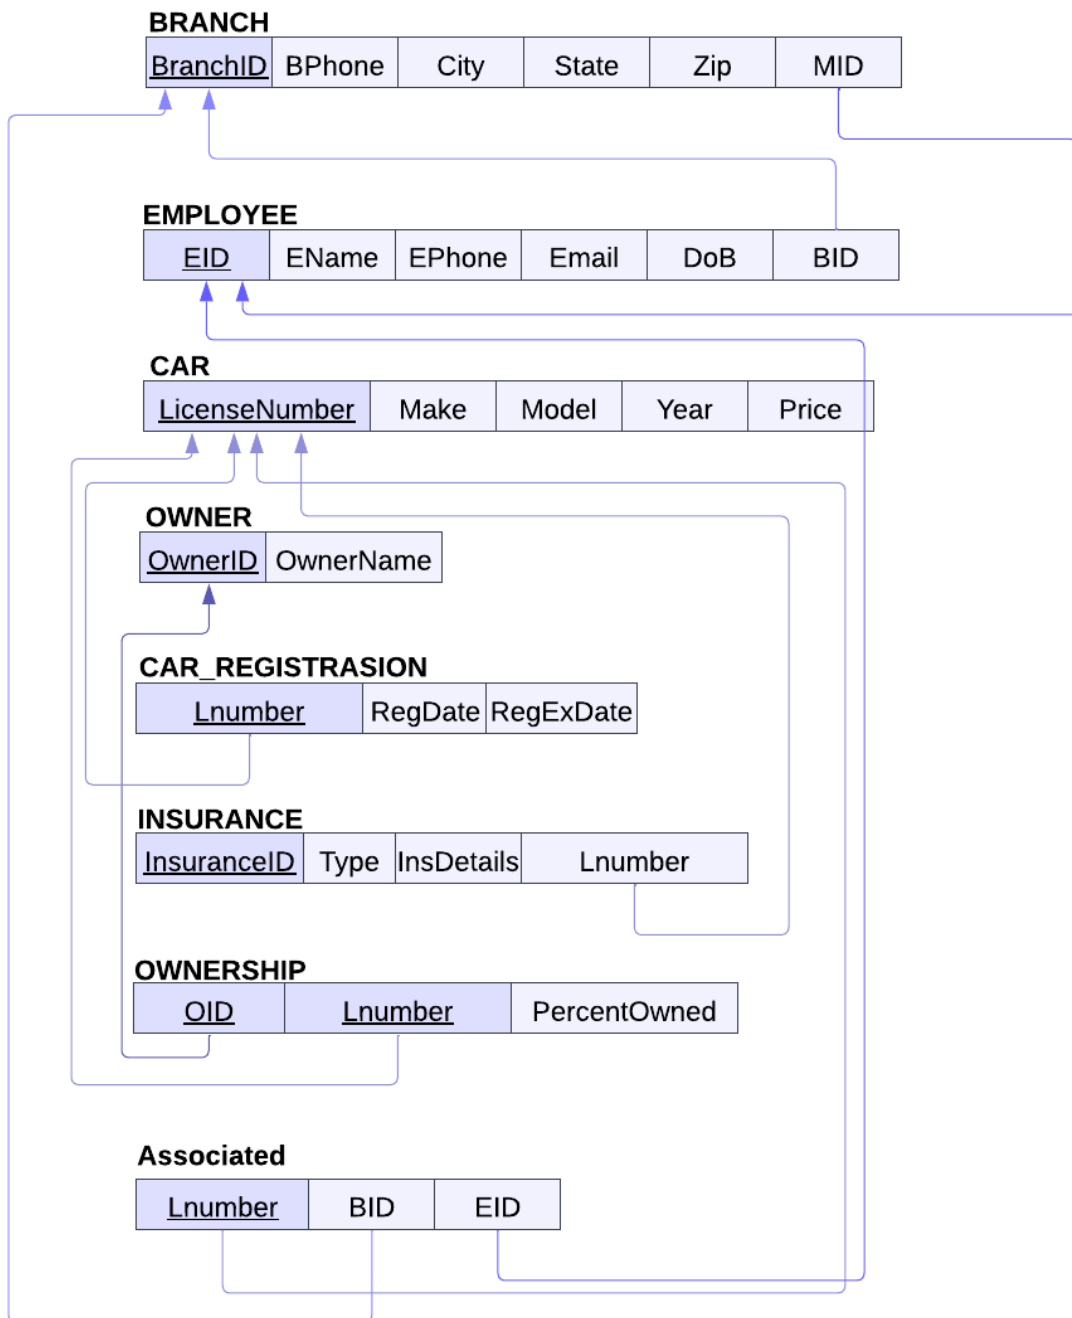 BRANCH
BranchID BPhone City State Zip MID
EMPLOYEE
EID EName EPhone Email DoB BID
CAR
LicenseNumber Make Model Year Price
OWNER
OwnerID OwnerName
CAR_REGISTRASION
Lnumber RegDate RegExDate
INSURANCE
InsuranceID Type InsDetails Lnumber
OWNERSHIP
OID Lnumber PercentOwned
Associated
Lnumber BID EID